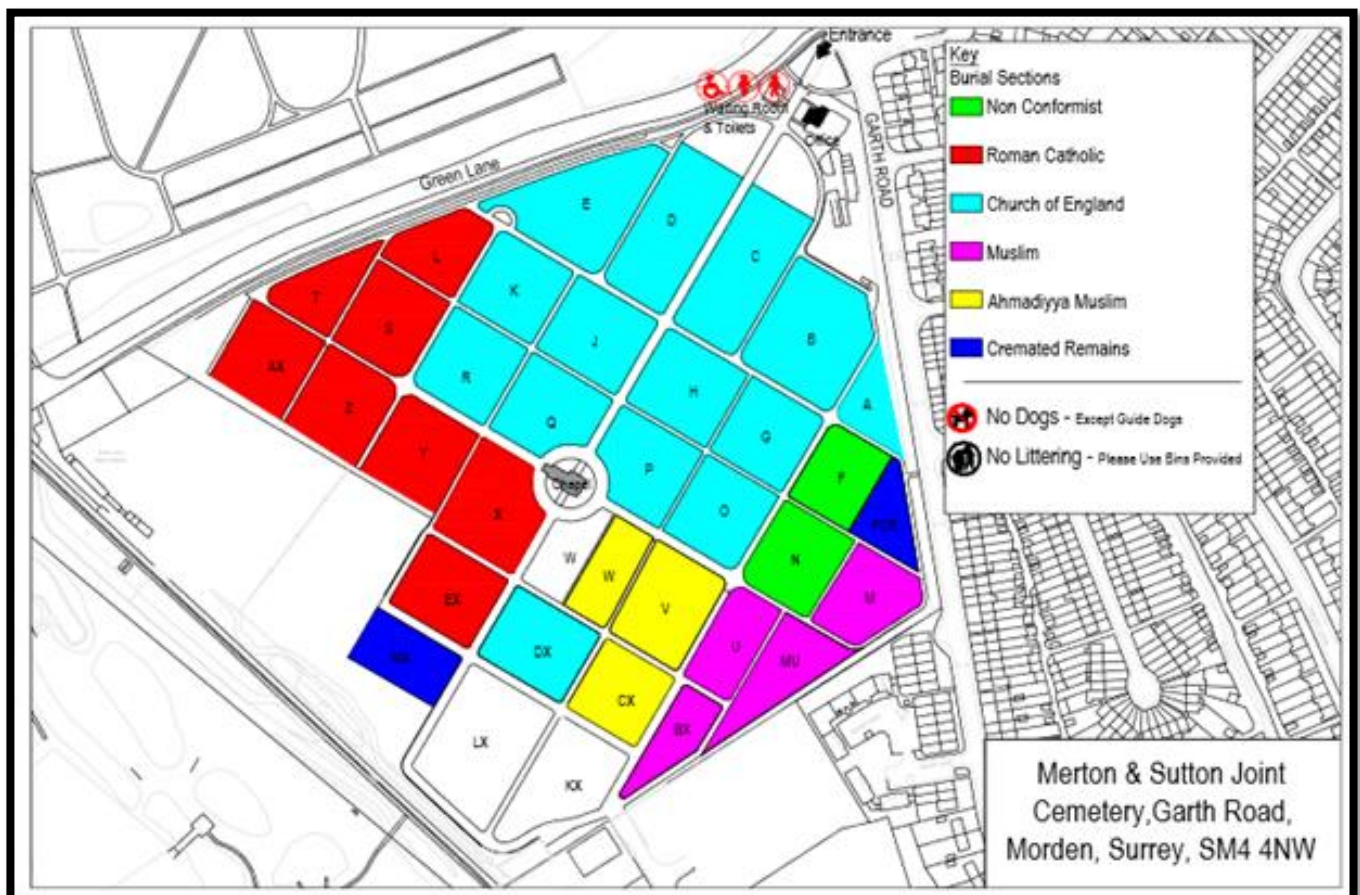 Entrance
Waiting Room
& Toilets
Office
GARTH ROAD
Green Lane
Key
Burial Sections
Non Conformist
Roman Catholic
Church of England
Muslim
Ahmadiyya Muslim
Cremated Remains
No Dogs - Except Guide Dogs
No Littering - Please Use Bins Provided
E
D
C
L
K
T
S
J
B
AX
R
H
A
Z
Q
G
Y
P
F
X
O
W
W
N
EX
V
M
DX
U
MU
CX
BX
LX
KX
Chapel
Merton & Sutton Joint
Cemetery,Garth Road,
Morden, Surrey, SM4 4NW